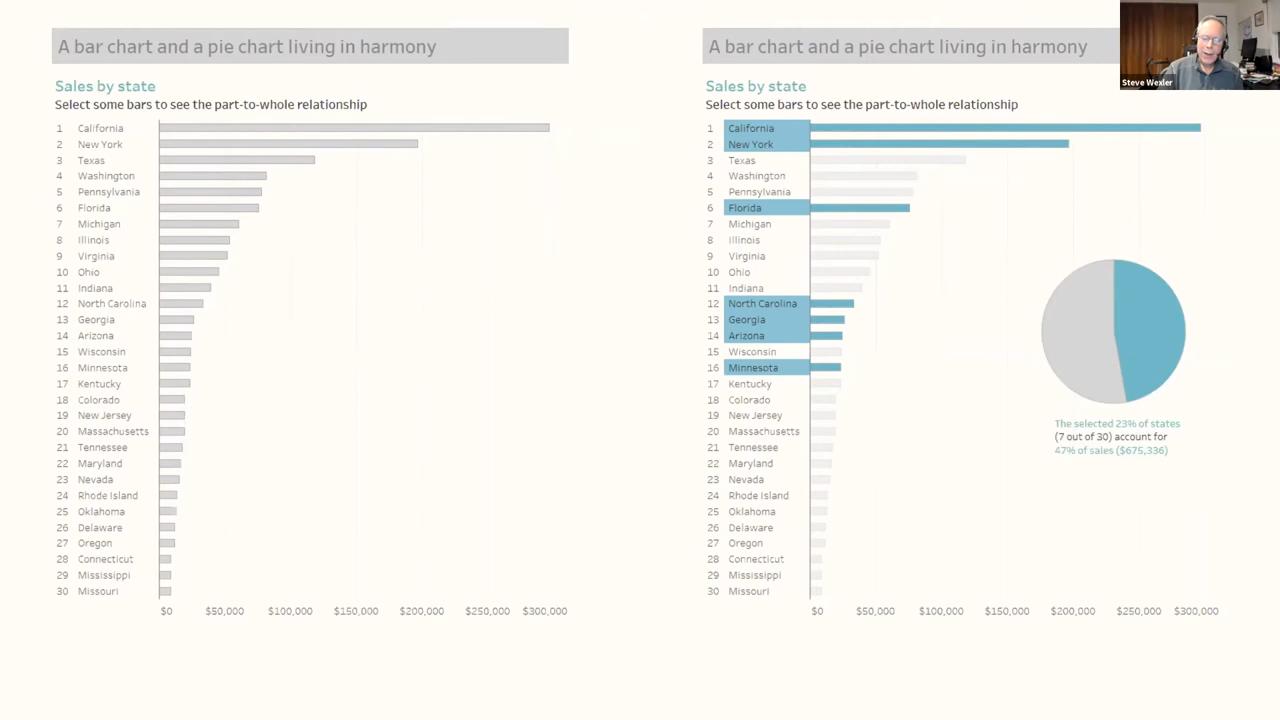 A bar chart and a pie chart living in harmony
Sales by state
Select some bars to see the part-to-whole relationship
1 California
2 New York
3 Texas
4 Washington
5 Pennsylvania
6 Florida
7 Michigan
8 Illinois
9 Virginia
10 Ohio
11 Indiana
12 North Carolina
13 Georgia
14 Arizona
15 Wisconsin
16 Minnesota
17 Kentucky
18 Colorado
19 New Jersey
20 Massachusetts
21 Tennessee
22 Maryland
23 Nevada
24 Rhode Island
25 Oklahoma
26 Delaware
27 Oregon
28 Connecticut
29 Mississippi
30 Missouri
$0 $50,000 $100,000 $150,000 $200,000 $250,000 $300,000
A bar chart and a pie chart living in harmony
Sales by state
Select some bars to see the part-to-whole relationship
1 California
2 New York
3 Texas
4 Washington
5 Pennsylvania
6 Florida
7 Michigan
8 Illinois
9 Virginia
10 Ohio
11 Indiana
12 North Carolina
13 Georgia
14 Arizona
15 Wisconsin
16 Minnesota
17 Kentucky
18 Colorado
19 New Jersey
20 Massachusetts
21 Tennessee
22 Maryland
23 Nevada
24 Rhode Island
25 Oklahoma
26 Delaware
27 Oregon
28 Connecticut
29 Mississippi
30 Missouri
$0 $50,000 $100,000 $150,000 $200,000 $250,000 $300,000
The selected 23% of states
(7 out of 30) account for
47% of sales ($675,336)
Steve Wexler